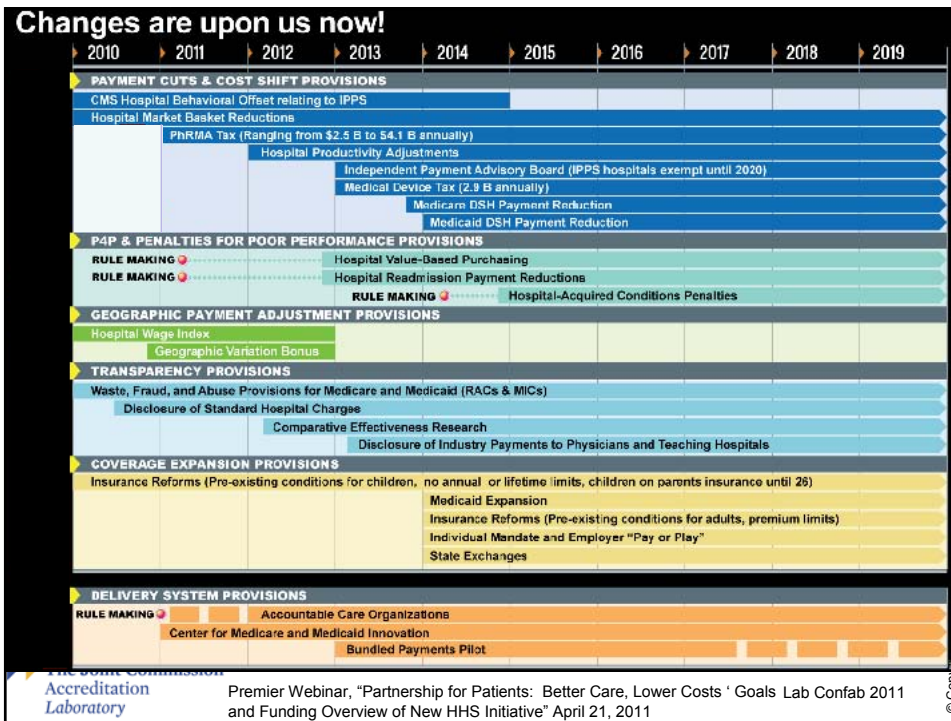 Changes are upon us now!
2010 2011 2012 2013 2014 2015 2016 2017 2018 2019
PAYMENT CUTS & COST SHIFT PROVISIONS
CMS Hospital Behavioral Offset relating to IPPS
Hospital Market Basket Reductions
PhRMA Tax (Ranging from $2.5 B to $4.1 B annually)
Hospital Productivity Adjustments
Independent Payment Advisory Board (IPPS hospitals exempt until 2020)
Medical Device Tax (2.9 B annually)
Medicare DSH Payment Reduction
Medicaid DSH Payment Reduction
P4P & PENALTIES FOR POOR PERFORMANCE PROVISIONS
RULE MAKING Hospital Value-Based Purchasing
RULE MAKING Hospital Readmission Payment Reductions
RULE MAKING Hospital-Acquired Conditions Penalties
GEOGRAPHIC PAYMENT ADJUSTMENT PROVISIONS
Hospital Wage Index
Geographic Variation Bonus
TRANSPARENCY PROVISIONS
Waste, Fraud, and Abuse Provisions for Medicare and Medicaid (RACs & MICs)
Disclosure of Standard Hospital Charges
Comparative Effectiveness Research
Disclosure of Industry Payments to Physicians and Teaching Hospitals
COVERAGE EXPANSION PROVISIONS
Insurance Reforms (Pre-existing conditions for children, no annual or lifetime limits, children on parents insurance until 26)
Medicaid Expansion
Insurance Reforms (Pre-existing conditions for adults, premium limits)
Individual Mandate and Employer "Pay or Play"
State Exchanges
DELIVERY SYSTEM PROVISIONS
RULE MAKING Accountable Care Organizations
Center for Medicare and Medicaid Innovation
Bundled Payments Pilot
The Joint Commission
Accreditation
Laboratory
Premier Webinar, "Partnership for Patients: Better Care, Lower Costs ' Goals Lab Confab 2011
and Funding Overview of New HHS Initiative" April 21, 2011